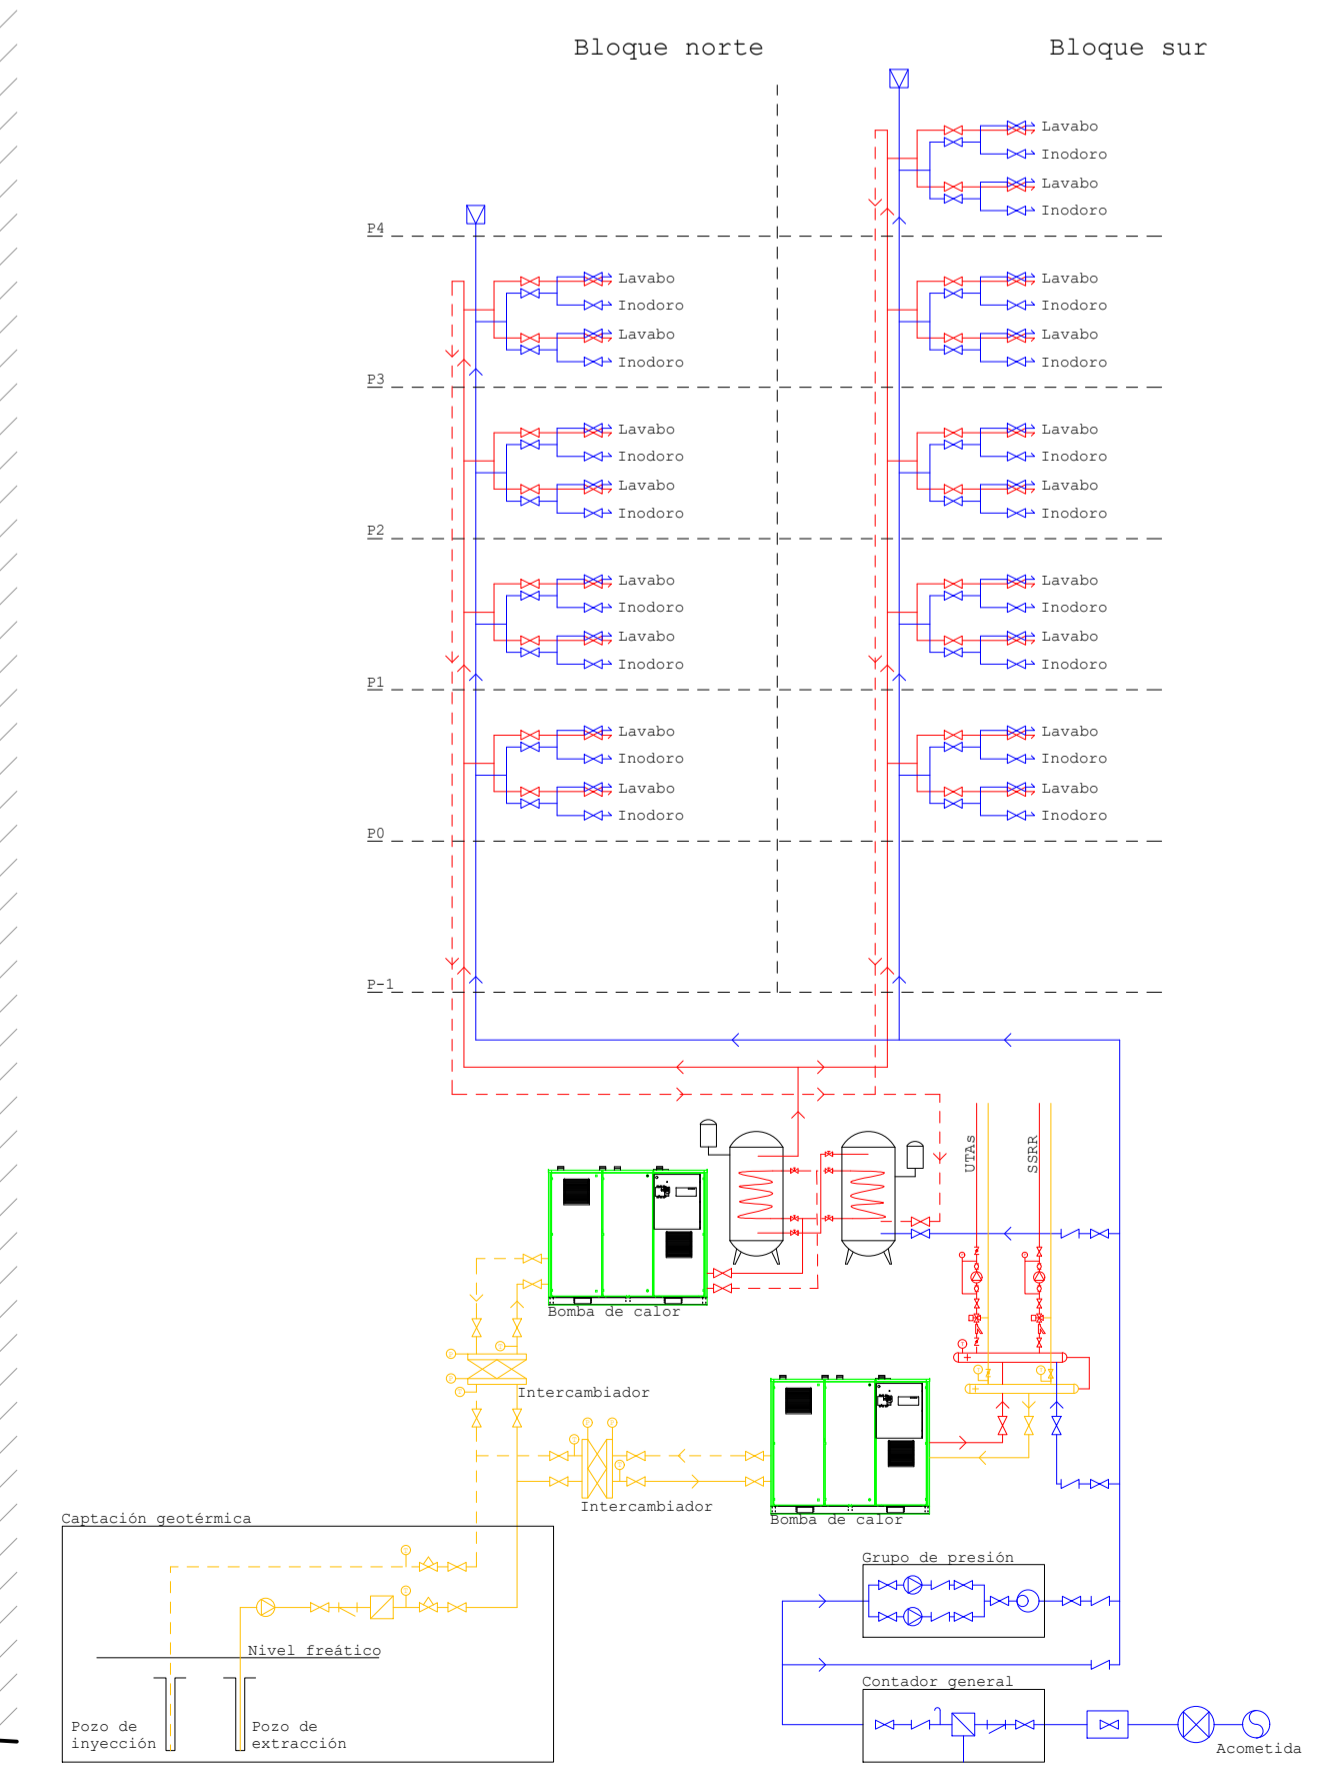 Bloque norte
Bloque sur
Lavabo
Inodoro
Lavabo
Inodoro
P4
Lavabo
Inodoro
Lavabo
Inodoro
Lavabo
Inodoro
Lavabo
Inodoro
P3
Lavabo
Inodoro
Lavabo
Inodoro
Lavabo
Inodoro
Lavabo
Inodoro
P2
Lavabo
Inodoro
Lavabo
Inodoro
Lavabo
Inodoro
Lavabo
Inodoro
P1
Lavabo
Inodoro
Lavabo
Inodoro
Lavabo
Inodoro
Lavabo
Inodoro
P0
P-1
UTAs
SSRR
Bomba de calor
Intercambiador
Intercambiador
Bomba de calor
Captación geotérmica
Nivel freático
Pozo de
inyección
Pozo de
extracción
Grupo de presión
Contador general
Acometida